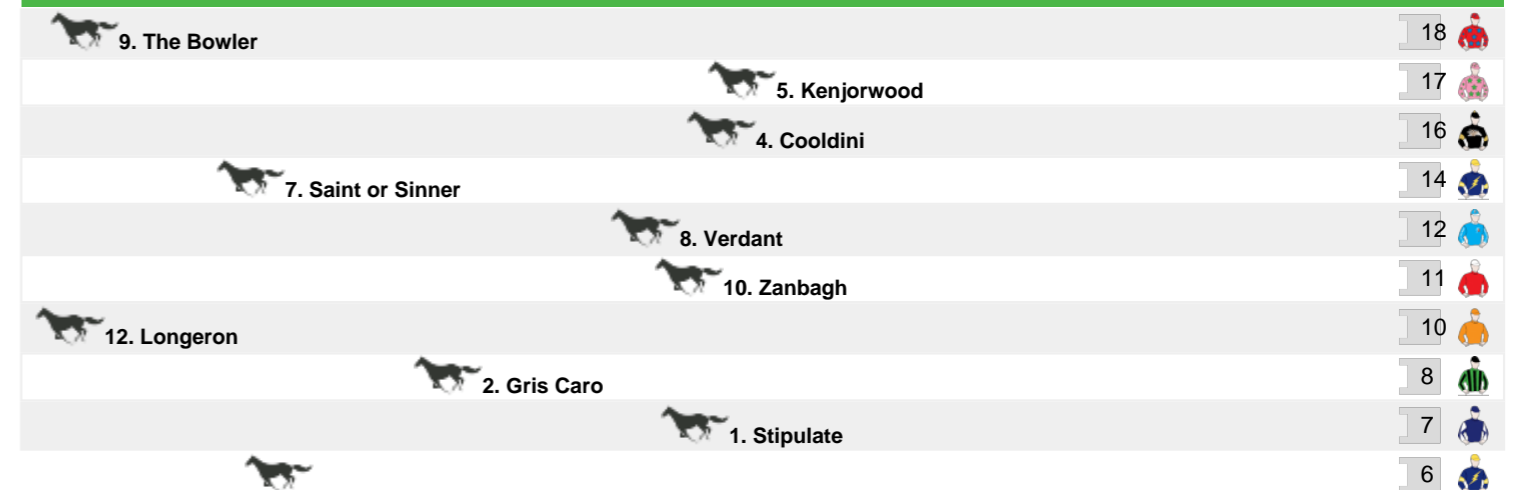 9. The Bowler 18
5. Kenjorwood 17
4. Cooldini 16
7. Saint or Sinner 14
8. Verdant 12
10. Zanbagh 11
12. Longeron 10
2. Gris Caro 8
1. Stipulate 7
6